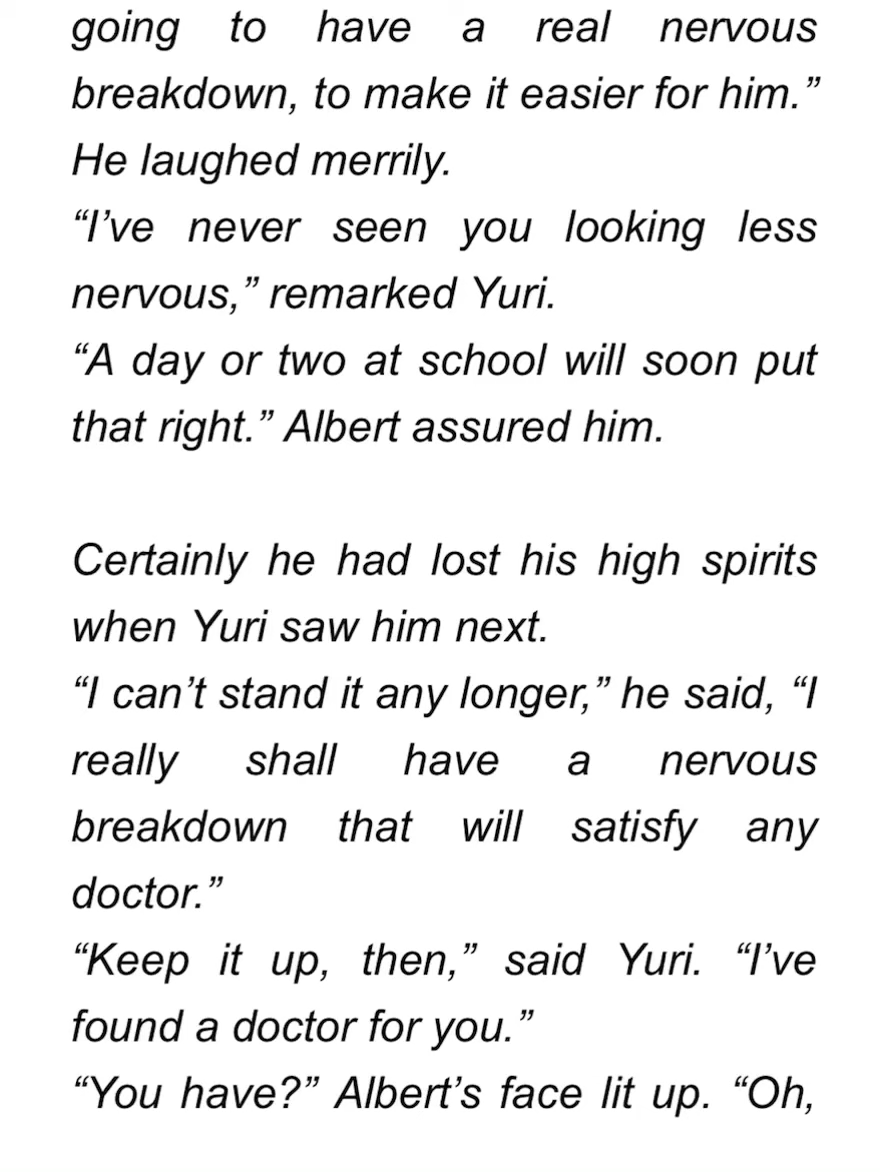 going to have a real nervous
breakdown, to make it easier for him.”
He laughed merrily.
“I’ve never seen you looking less
nervous,” remarked Yuri.
“A day or two at school will soon put
that right.” Albert assured him.
Certainly he had lost his high spirits
when Yuri saw him next.
“I can’t stand it any longer,” he said, “I
really shall have a nervous
breakdown that will satisfy any
doctor.”
“Keep it up, then,” said Yuri. “I’ve
found a doctor for you.”
“You have?” Albert’s face lit up. “Oh,